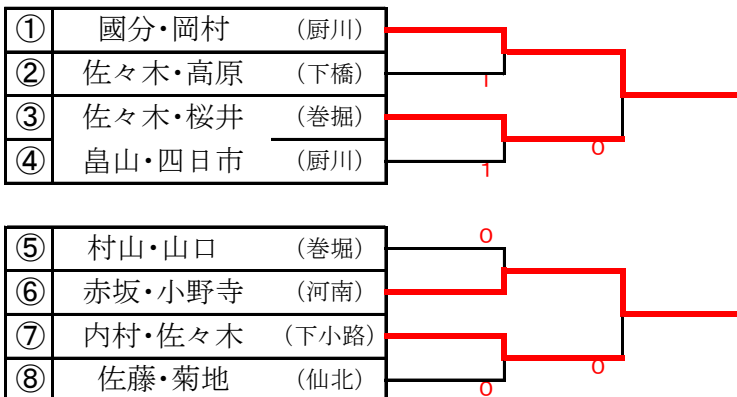 ① 國分・岡村 (厨川)
② 佐々木・高原 (下橋)
1
③ 佐々木・桜井 (巻堀)
0
④ 畠山・四日市 (厨川)
1
⑤ 村山・山口 (巻堀)
0
⑥ 赤坂・小野寺 (河南)
⑦ 内村・佐々木 (下小路)
0
⑧ 佐藤・菊地 (仙北)
0